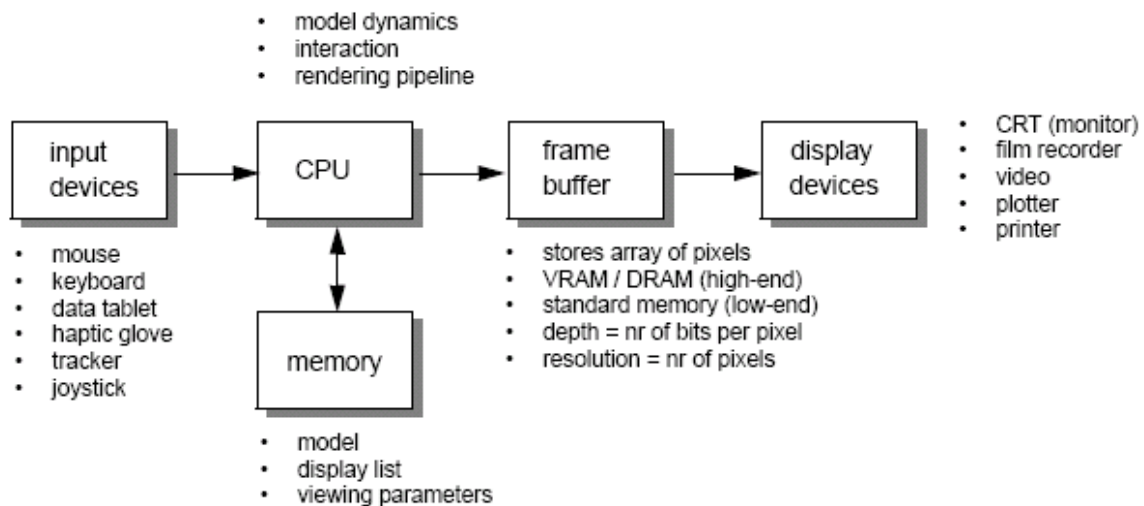 • model dynamics
• interaction
• rendering pipeline
input
devices
CPU
frame
buffer
display
devices
• CRT (monitor)
• film recorder
• video
• plotter
• printer
• mouse
• keyboard
• data tablet
• haptic glove
• tracker
• joystick
memory
• stores array of pixels
• VRAM / DRAM (high-end)
• standard memory (low-end)
• depth = nr of bits per pixel
• resolution = nr of pixels
• model
• display list
• viewing parameters